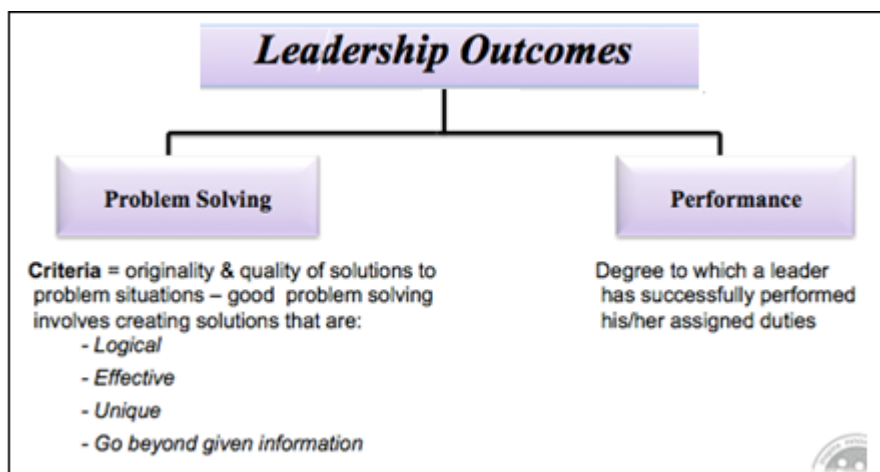 Leadership Outcomes
Problem Solving
Criteria = originality & quality of solutions to
problem situations – good problem solving
involves creating solutions that are:
- Logical
- Effective
- Unique
- Go beyond given information
Performance
Degree to which a leader
has successfully performed
his/her assigned duties